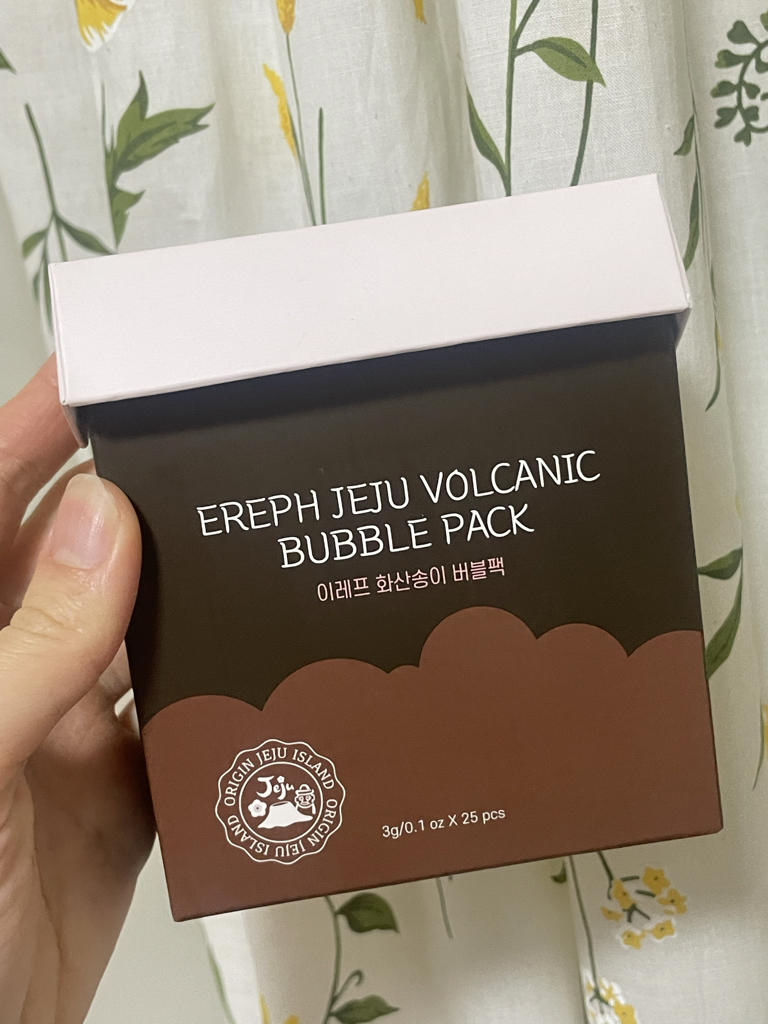 EREPH JEJU VOLCANIC
BUBBLE PACK
이레프 화산송이 버블팩
ORIGIN JEJU ISLAND ORIGIN JEJU ISLAND
Jeju
3g/0.1 oz X 25 pcs